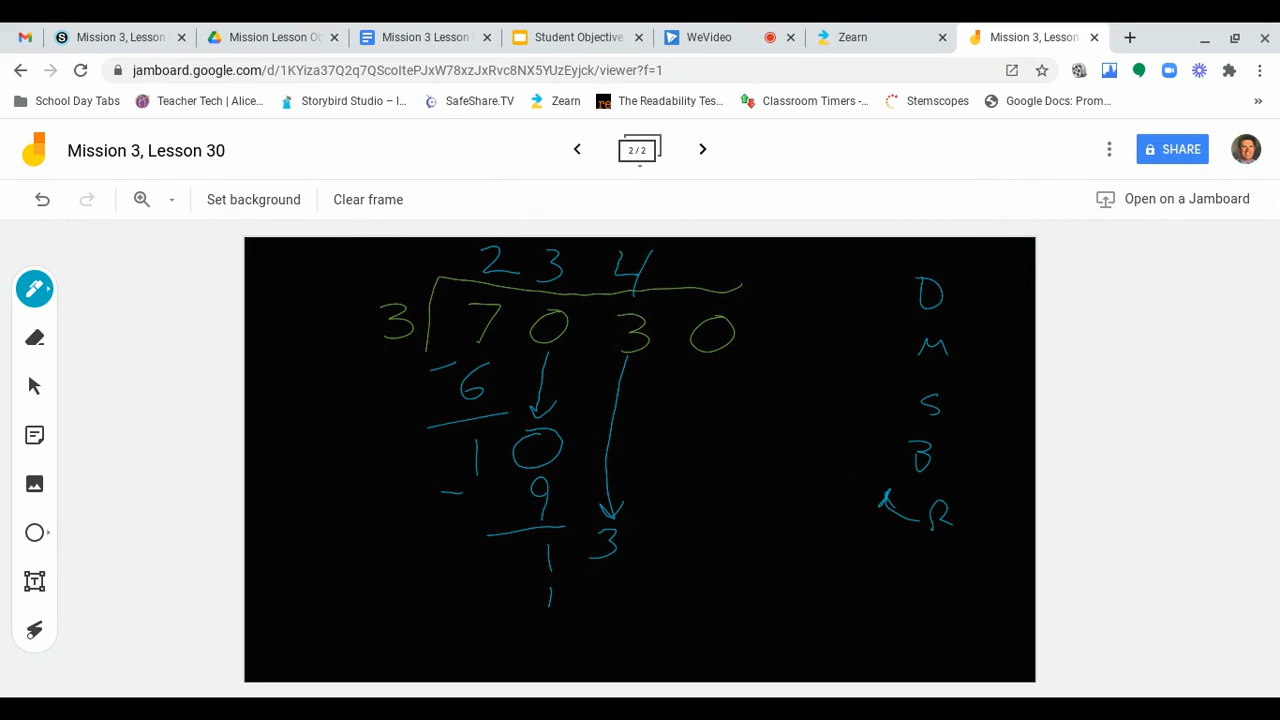 Mission 3, Lesson
Mission Lesson Ob
Mission 3 Lesson
Student Objective
WeVideo
Zearn
Mission 3, Lesson
jamboard.google.com/d/1KYiza37Q2q7QScoItePJxW78xzJxRvc8NX5YUzEyjck/viewer?f=1
School Day Tabs
Teacher Tech | Alice...
Storybird Studio – I...
SafeShare.TV
Zearn
The Readability Tes...
Classroom Timers -...
Stemscopes
Google Docs: Prom...
»
Mission 3, Lesson 30
2 / 2
SHARE
Set background
Clear frame
Open on a Jamboard
2 3 4
3 7 0 3 0
- 6
1 0
- 9
1 3
1
D
M
S
B
R